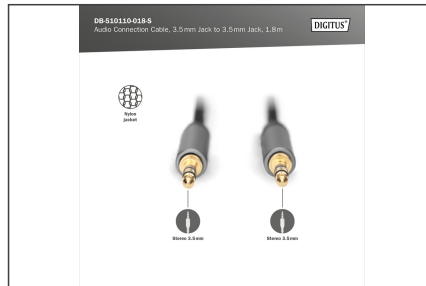 DB-510110-018-S
Audio Connection Cable, 3.5mm Jack to 3.5mm Jack, 1.8m
DIGITUS®
Nylon
jacket
Stereo 3.5mm
Stereo 3.5mm